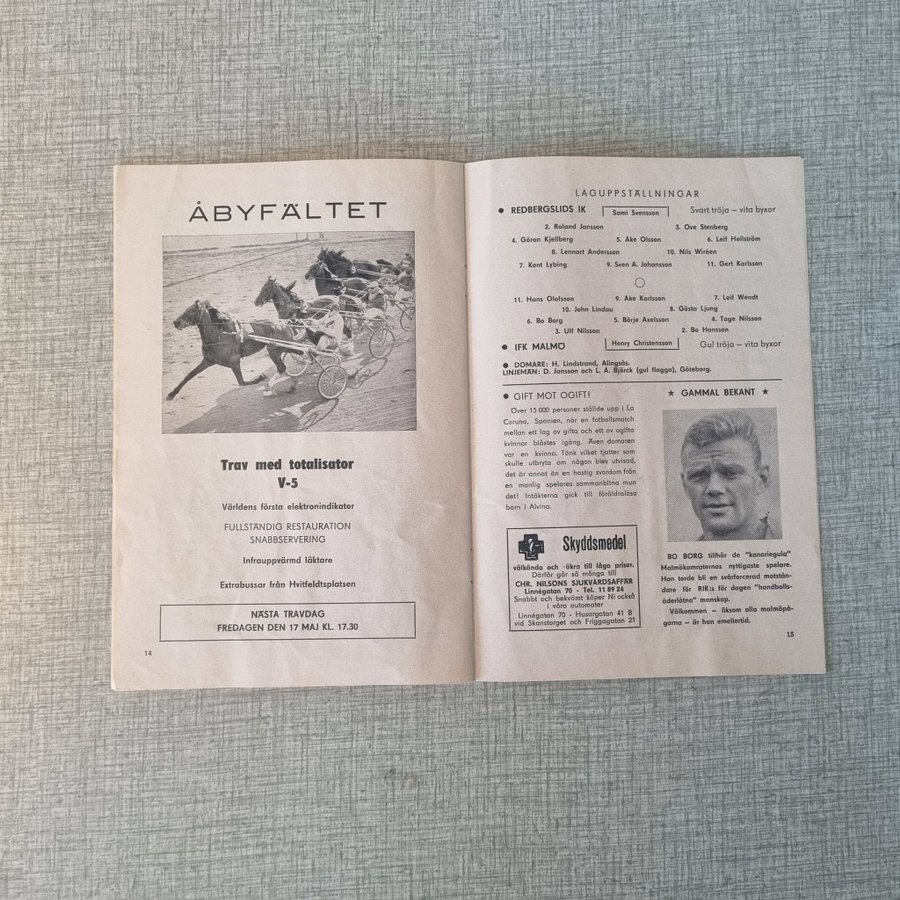 ÅBYFÄLTET
Trav med totalisator
V-5
Världens första elektronindikator
FULLSTÄNDIG RESTAURATION
SNABBSERVERING
Infrauppvärmd läktare
Extrabussar från Hvitfeldtsplatsen
NÄSTA TRAVDAG
FREDAGEN DEN 17 MAJ KL. 17.30
14
LAGUPPSTÄLLNINGAR
● REDBERGSLIDS IK Sami Svensson Svart tröja – vita byxor
2. Roland Jansson 3. Ove Stenberg
4. Göran Kjellberg 5. Åke Olsson 6. Leif Hellström
8. Lennart Andersson 10. Nils Wiréen
7. Kent Lybing 9. Sven A. Johansson 11. Gert Karlsson
11. Hans Olofsson 9. Åke Karlsson 7. Leif Wendt
10. John Lindau 8. Gösta Ljung
6. Bo Borg 5. Börje Axelsson 4. Tage Nilsson
3. Ulf Nilsson 2. Bo Hansson
● IFK MALMÖ Henry Christensson Gul tröja – vita byxor
● DOMARE: H. Lindstrand, Alingsås.
LINJEMÄN: D. Jansson och L. A. Björck (gul flagga), Göteborg.
● GIFT MOT OGIFT!
Över 15 000 personer ställde upp i La
Coruna, Spanien, när en fotbollsmatch
mellan ett lag av gifta och ett av ogifta
kvinnor blåstes igång. Även domaren
var en kvinna. Tänk vilket tjatter som
skulle utbryta om någon blev utvisad,
det är annat än en hastig svordom från
en manlig spelares sammanbitna mun
det! Intäkterna gick till föräldralösa
barn i Alvina.
Skyddsmedel
välkända och säkra till låga priser.
Därför går så många till
CHR. NILSONS SJUKVÅRDSAFFÄR
Linnégatan 70 - Tel. 11 89 24
Snabbt och bekvämt köper Ni också
i våra automater
Linnégatan 70 - Husargatan 41 B
vid Skanstorget och Friggagatan 21
★ GAMMAL BEKANT ★
BO BORG tillhör de "kanariegula"
Malmökamraternas nyttigaste spelare.
Han torde bli en svårforcerad motstån-
dare för RIK:s för dagen "handbolls-
åderlåtna" manskap.
Välkommen – liksom alla malmöpå-
garna – är han emellertid.
15